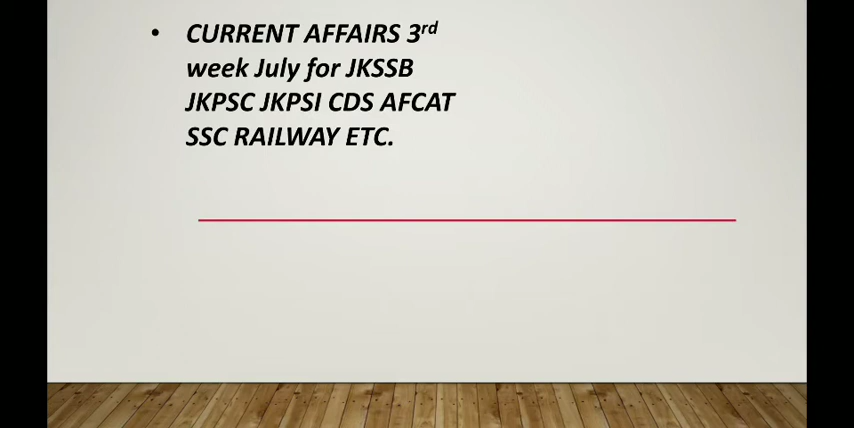 • CURRENT AFFAIRS 3rd
week July for JKSSB
JKPSC JKPSI CDS AFCAT
SSC RAILWAY ETC.